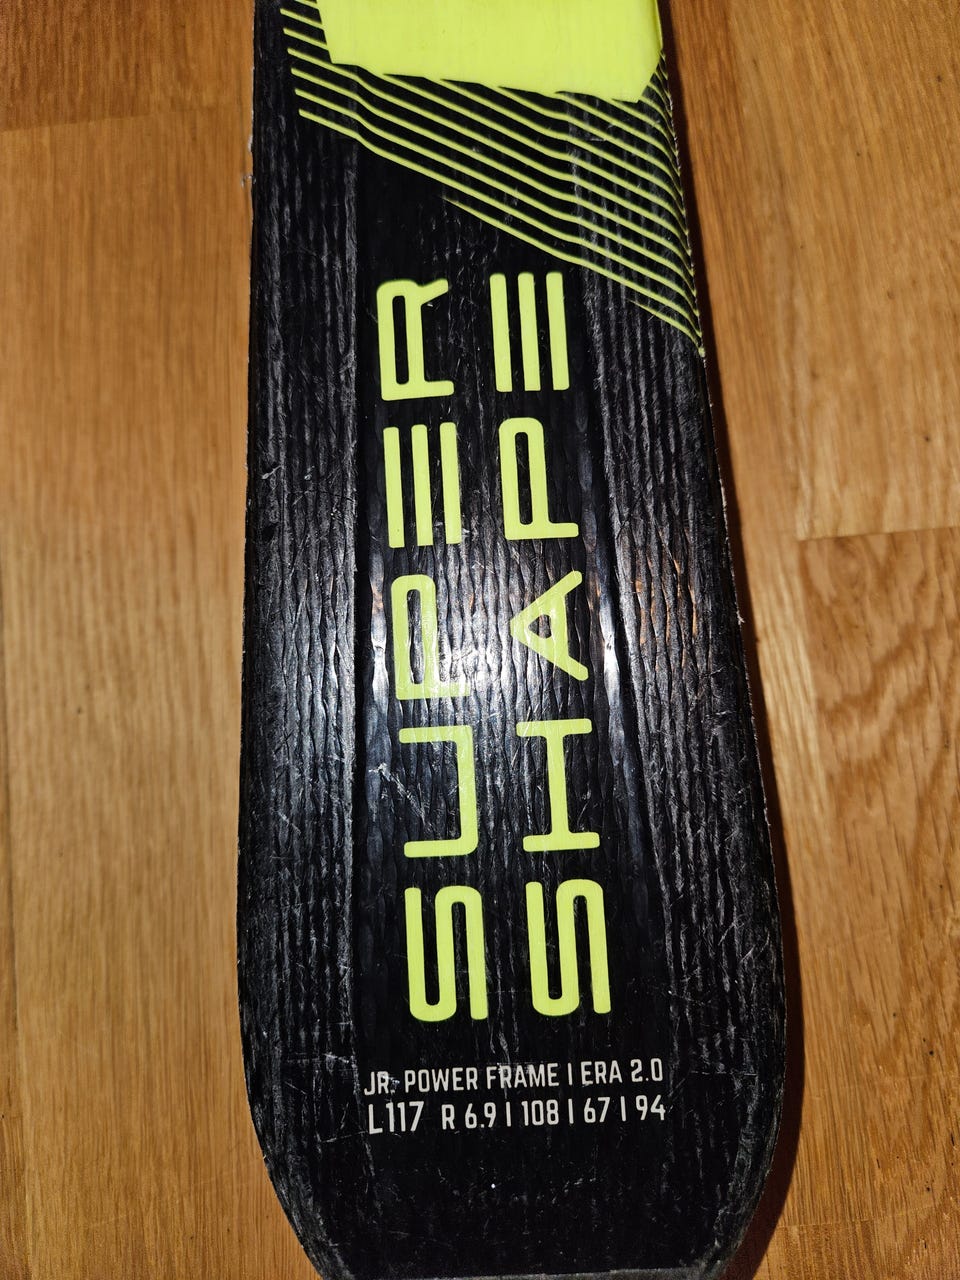 SUPER
SHAPE
JR. POWER FRAME | ERA 2.0
L117 R 6.9 | 108 | 67 | 94